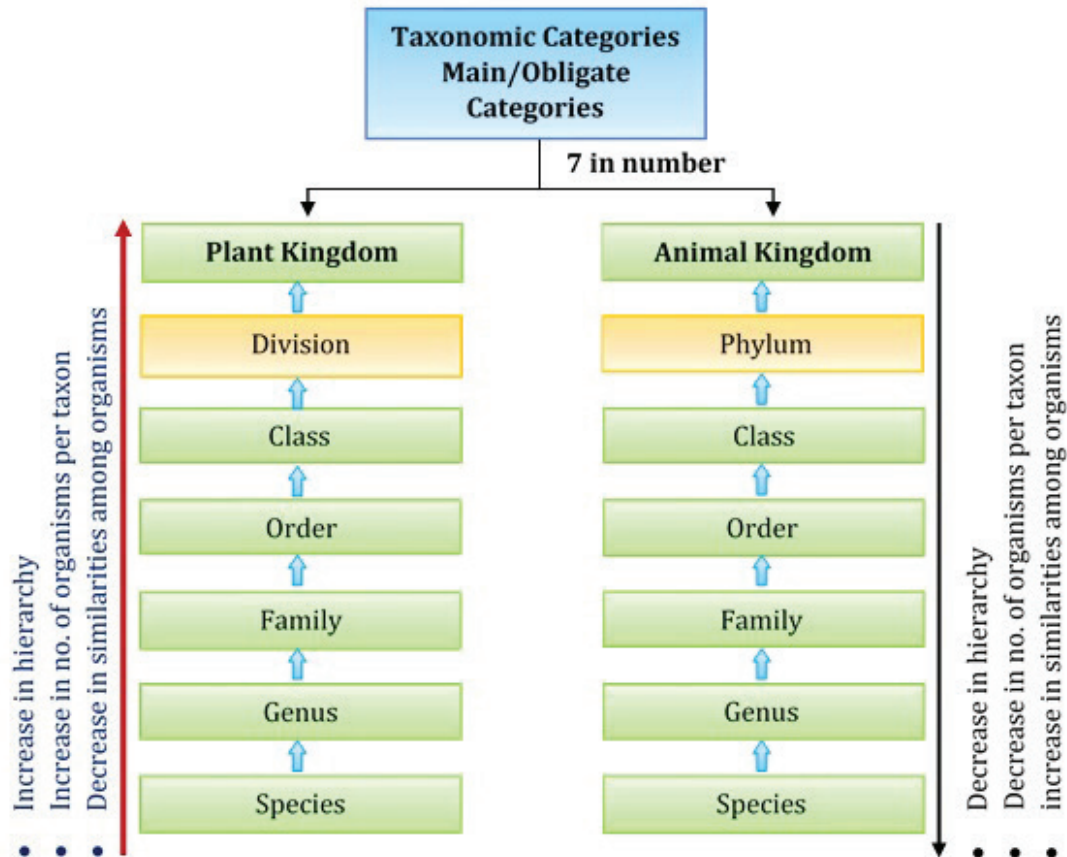 Taxonomic Categories
Main/Obligate
Categories
7 in number
Plant Kingdom
Division
Class
Order
Family
Genus
Species
Animal Kingdom
Phylum
Class
Order
Family
Genus
Species
• Increase in hierarchy
• Increase in no. of organisms per taxon
• Decrease in similarities among organisms
• Decrease in hierarchy
• Decrease in no. of organisms per taxon
• increase in similarities among organisms